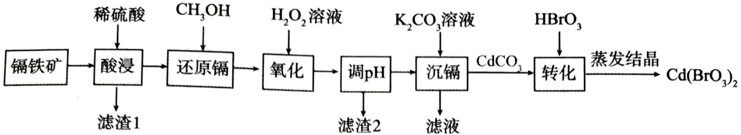 稀硫酸 CH₃OH H₂O₂溶液 K₂CO₃溶液 HBrO₃
镉铁矿 酸浸 还原镉 氧化 调pH 沉镉 CdCO₃ 转化 蒸发结晶 Cd(BrO₃)₂
滤渣1 滤渣2 滤液